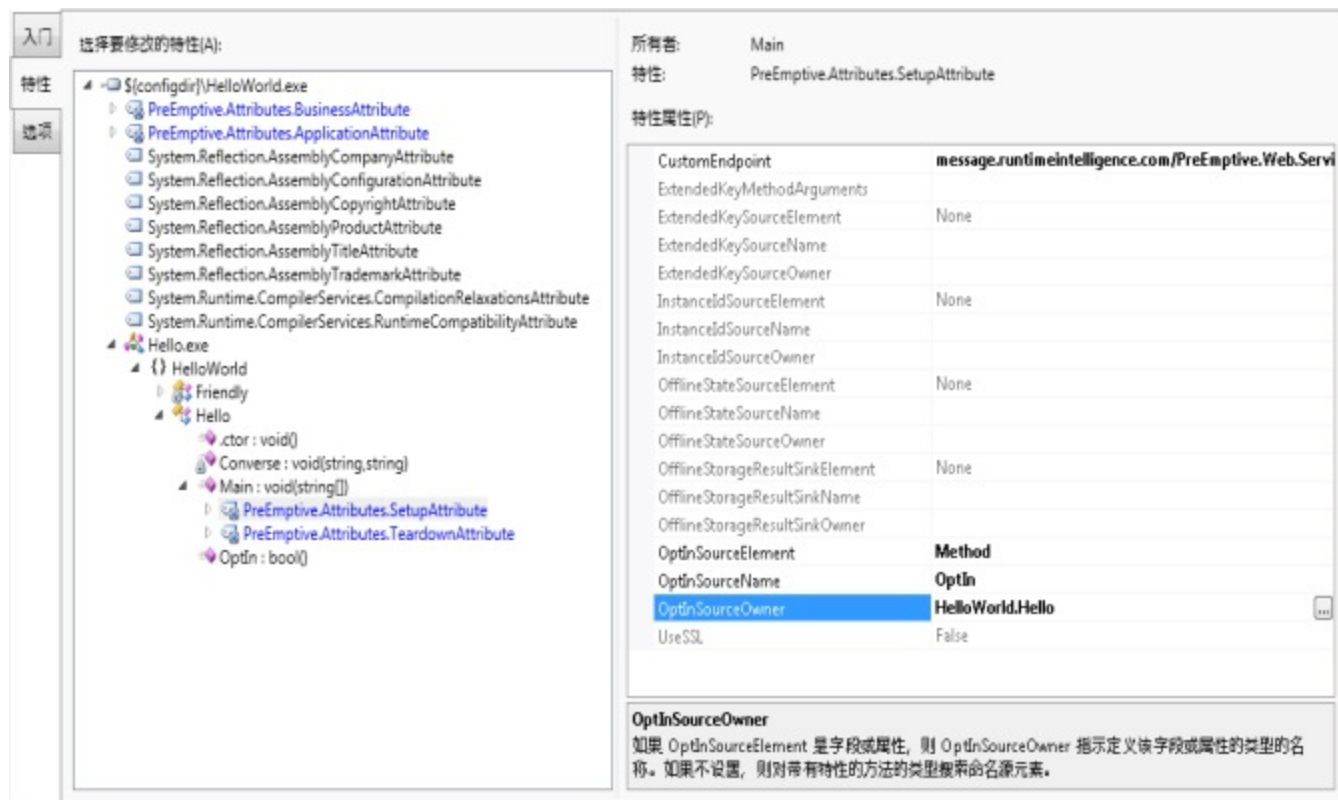 入门
特性
选项
选择要修改的特性(A):
${configdir}\HelloWorld.exe
PreEmptive.Attributes.BusinessAttribute
PreEmptive.Attributes.ApplicationAttribute
System.Reflection.AssemblyCompanyAttribute
System.Reflection.AssemblyConfigurationAttribute
System.Reflection.AssemblyCopyrightAttribute
System.Reflection.AssemblyProductAttribute
System.Reflection.AssemblyTitleAttribute
System.Reflection.AssemblyTrademarkAttribute
System.Runtime.CompilerServices.CompilationRelaxationsAttribute
System.Runtime.CompilerServices.RuntimeCompatibilityAttribute
Hello.exe
{} HelloWorld
Friendly
Hello
.ctor : void()
Converse : void(string,string)
Main : void(string[])
PreEmptive.Attributes.SetupAttribute
PreEmptive.Attributes.TeardownAttribute
OptIn : bool()
所有者: Main
特性: PreEmptive.Attributes.SetupAttribute
特性属性(P):
CustomEndpoint message.runtimeintelligence.com/PreEmptive.Web.Servi
ExtendedKeyMethodArguments
ExtendedKeySourceElement None
ExtendedKeySourceName
ExtendedKeySourceOwner
InstanceIdSourceElement None
InstanceIdSourceName
InstanceIdSourceOwner
OfflineStateSourceElement None
OfflineStateSourceName
OfflineStateSourceOwner
OfflineStorageResultSinkElement None
OfflineStorageResultSinkName
OfflineStorageResultSinkOwner
OptInSourceElement Method
OptInSourceName OptIn
OptInSourceOwner HelloWorld.Hello ...
UseSSL False
OptInSourceOwner
如果 OptInSourceElement 是字段或属性，则 OptInSourceOwner 指示定义该字段或属性的类型的名
称。如果不设置，则对带有特性的方法的类型搜索命名源元素。